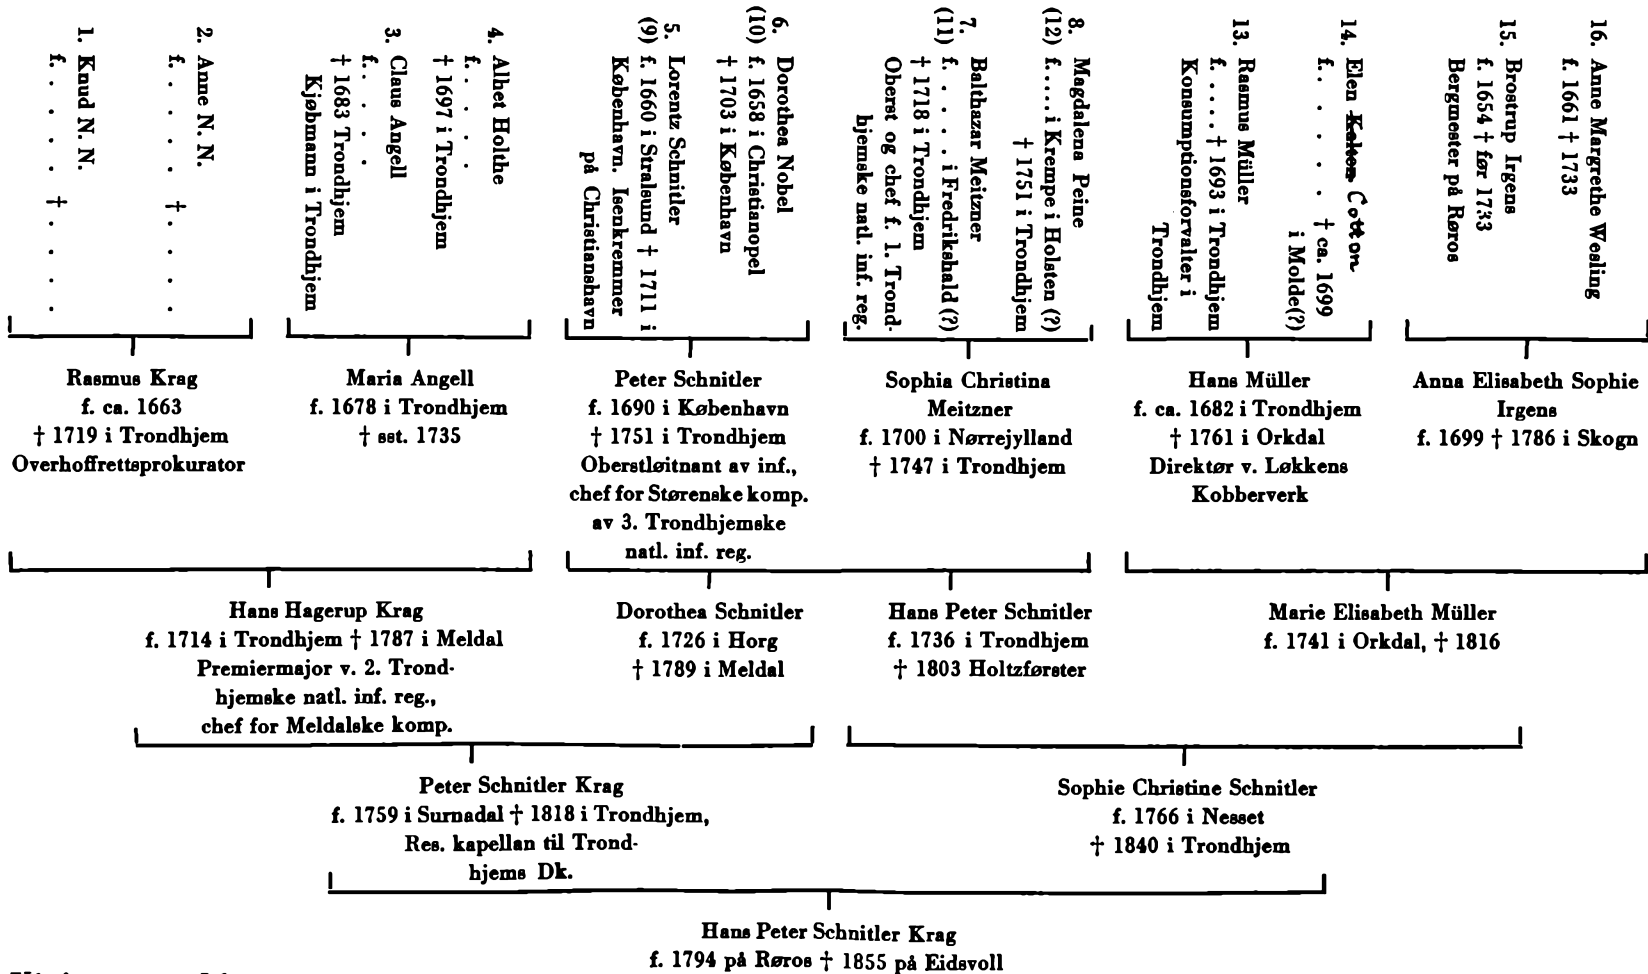 1. Knud N. N.
f. . . . . † . . . .
2. Anne N. N.
f. . . . . † . . . .
3. Claus Angell
f. . . . .
† 1683 Trondhjem
Kjøbmann i Trondhjem
4. Alhet Holthe
f. . . . .
† 1697 i Trondhjem
5. Lorentz Schnitler
(9) f. 1660 i Stralsund † 1711 i
København. Isenkremmer
på Christianshavn
6. Dorothea Nobel
(10) f. 1658 i Christianopel
† 1703 i København
7. Balthazar Meitzner
(11) f. . . . . i Fredrikshald (?)
† 1718 i Trondhjem
Oberst og chef f. 1. Trond-
hjemske natl. inf. reg.
8. Magdalena Peine
(12) f..... i Krempe i Holsten (?)
† 1751 i Trondhjem
13. Rasmus Müller
f. .... † 1693 i Trondhjem
Konsumptionsforvalter i
Trondhjem
14. Elen Cotton
f. . . . . † ca. 1699
i Molde(?)
15. Brostrup Irgens
f. 1654 † før 1733
Bergmester på Røros
16. Anne Margrethe Wesling
f. 1661 † 1733
Rasmus Krag
f. ca. 1663
† 1719 i Trondhjem
Overhoffrettsprokurator
Maria Angell
f. 1678 i Trondhjem
† sst. 1735
Peter Schnitler
f. 1690 i København
† 1751 i Trondhjem
Oberstløitnant av inf.,
chef for Størenske komp.
av 3. Trondhjemske
natl. inf. reg.
Sophia Christina
Meitzner
f. 1700 i Nørrejylland
† 1747 i Trondhjem
Hans Müller
f. ca. 1682 i Trondhjem
† 1761 i Orkdal
Direktør v. Løkkens
Kobberverk
Anna Elisabeth Sophie
Irgens
f. 1699 † 1786 i Skogn
Hans Hagerup Krag
f. 1714 i Trondhjem † 1787 i Meldal
Premiermajor v. 2. Trond-
hjemske natl. inf. reg.,
chef for Meldalske komp.
Dorothea Schnitler
f. 1726 i Horg
† 1789 i Meldal
Hans Peter Schnitler
f. 1736 i Trondhjem
† 1803 Holtzførster
Marie Elisabeth Müller
f. 1741 i Orkdal, † 1816
Peter Schnitler Krag
f. 1759 i Surnadal † 1818 i Trondhjem,
Res. kapellan til Trond-
hjems Dk.
Sophie Christine Schnitler
f. 1766 i Nesset
† 1840 i Trondhjem
Hans Peter Schnitler Krag
f. 1794 på Røros † 1855 på Eidsvoll